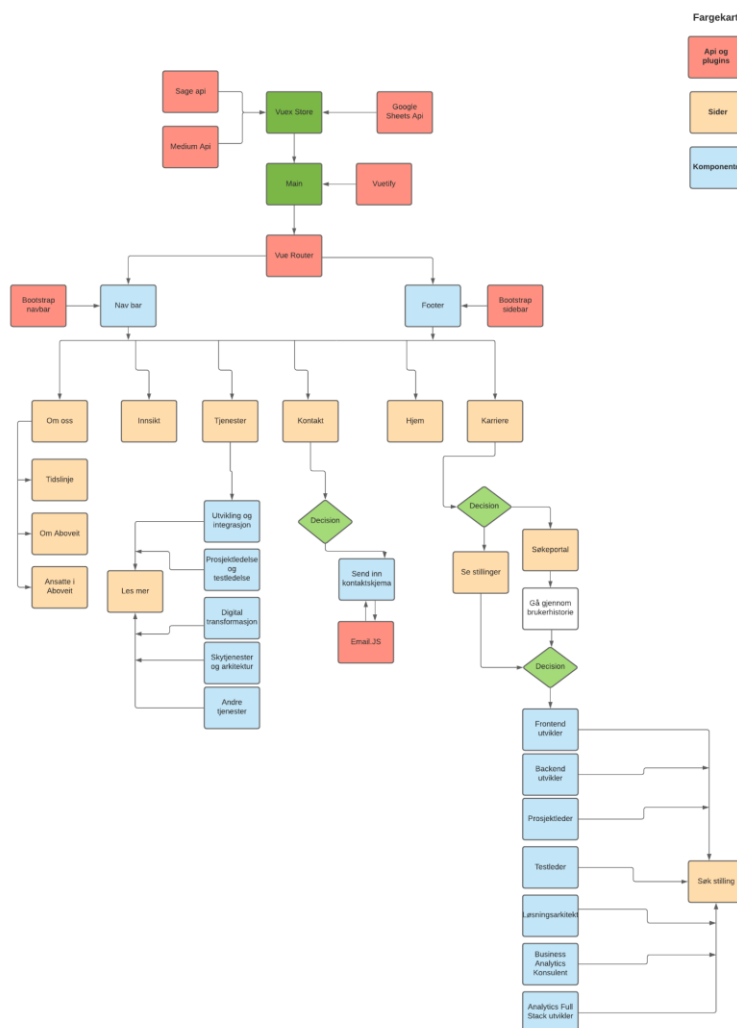 Fargekart
Api og
plugins
Sider
Sage api
Vuex Store
Google
Sheets Api
Medium Api
Komponente
Main
Vuetify
Vue Router
Bootstrap
navbar
Nav bar
Footer
Bootstrap
sidebar
Om oss
Innsikt
Tjenester
Kontakt
Hjem
Karriere
Tidslinje
Om Aboveit
Ansatte i
Aboveit
Utvikling og
integrasjon
Prosjektledelse
og
testledelse
Les mer
Digital
transformasjon
Skytjenester
og arkitektur
Andre
tjenester
Decision
Send inn
kontaktskjema
Email.JS
Decision
Se stillinger
Søkeportal
Gå gjennom
brukerhistorie
Decision
Frontend
utvikler
Backend
utvikler
Prosjektleder
Testleder
Søk stilling
Løsningsarkitekt
Business
Analytics
Konsulent
Analytics Full
Stack utvikler